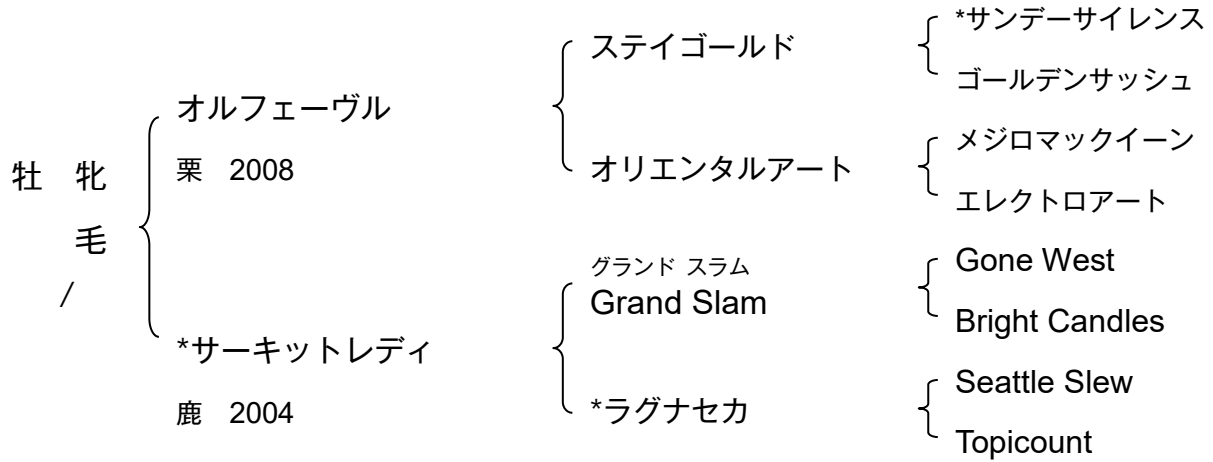 牡 牝
毛
/
オルフェーヴル
栗 2008
*サーキットレディ
鹿 2004
ステイゴールド
オリエンタルアート
グランド スラム
Grand Slam
*ラグナセカ
*サンデーサイレンス
ゴールデンサッシュ
メジロマックイーン
エレクトロアート
Gone West
Bright Candles
Seattle Slew
Topicount